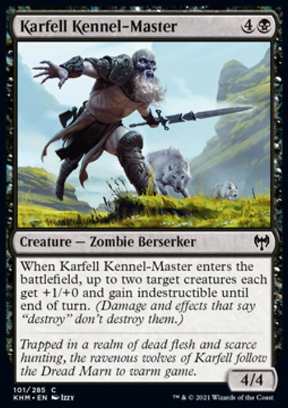 Karfell Kennel-Master 4
Creature — Zombie Berserker
When Karfell Kennel-Master enters the
battlefield, up to two target creatures each
get +1/+0 and gain indestructible until
end of turn. (Damage and effects that say
"destroy" don't destroy them.)
Trapped in a realm of dead flesh and scarce
hunting, the ravenous wolves of Karfell follow
the Dread Marn to warm game.
4/4
101/285 C
KHM • EN Izzy
™ & © 2021 Wizards of the Coast